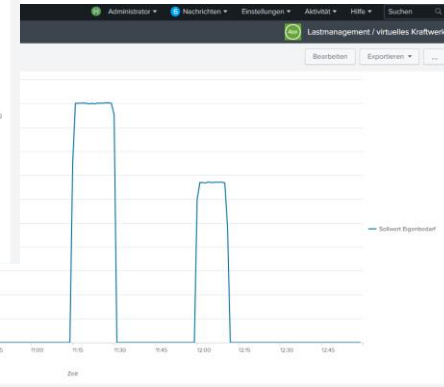 Administrator Nachrichten Einstellungen Aktivität Hilfe Suchen
App Lastmanagement / virtuelles Kraftwerk
Bearbeiten Exportieren ...
Sollwert Eigenbedarf
11:00 11:15 11:30 11:45 12:00 12:15 12:30 12:45
Zeit